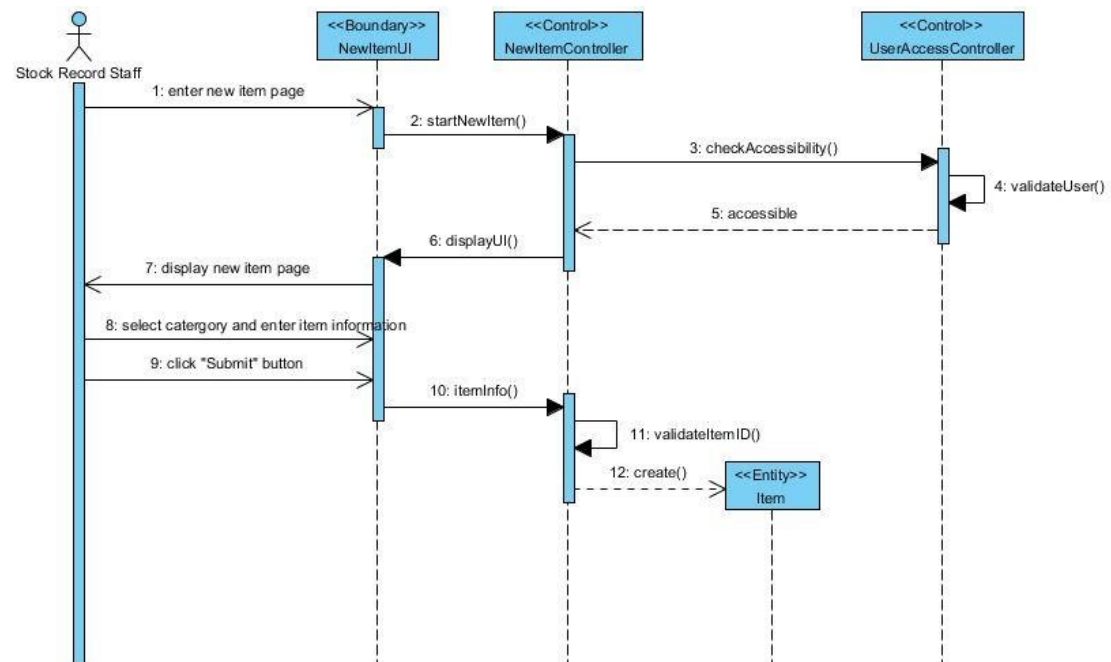 <<Boundary>>
NewItemUI
<<Control>>
NewItemController
<<Control>>
UserAccessController
Stock Record Staff
1: enter new item page
2: startNewItem()
3: checkAccessibility()
4: validateUser()
5: accessible
6: displayUI()
7: display new item page
8: select catergory and enter item information
9: click "Submit" button
10: itemInfo()
11: validateItemID()
12: create()
<<Entity>>
Item